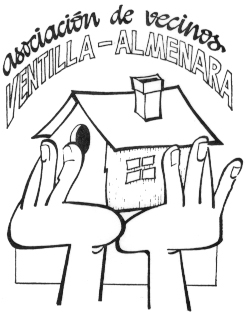 asociación de vecinos
VENTILLA-ALMENARA